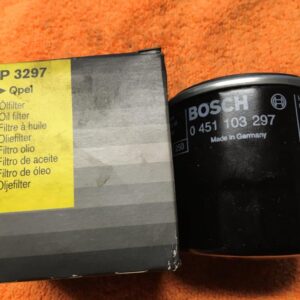 P 3297
► Opel
Ölfilter
Oil filter
Filtre à huile
Oliefilter
Filtro olio
Filtro de aceite
Filtro de óleo
Oljefilter
BOSCH
0 451 103 297
Made in Germany